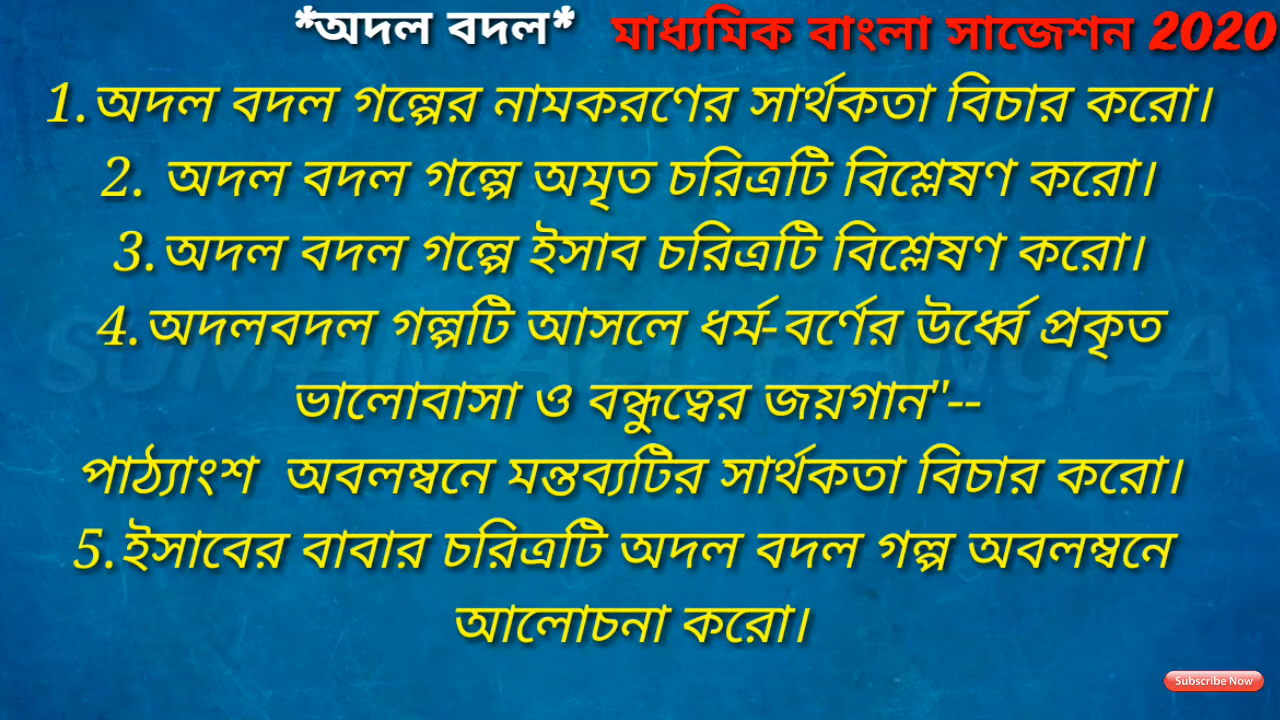 *অদল বদল* মাধ্যমিক বাংলা সাজেশন 2020
1.অদল বদল গল্পের নামকরণের সার্থকতা বিচার করো।
2. অদল বদল গল্পে অমৃত চরিত্রটি বিশ্লেষণ করো।
3.অদল বদল গল্পে ইসাব চরিত্রটি বিশ্লেষণ করো।
4.অদলবদল গল্পটি আসলে ধর্ম-বর্ণের উর্ধ্বে প্রকৃত
ভালোবাসা ও বন্ধুত্বের জয়গান"--
পাঠ্যাংশ অবলম্বনে মন্তব্যটির সার্থকতা বিচার করো।
5.ইসাবের বাবার চরিত্রটি অদল বদল গল্প অবলম্বনে
আলোচনা করো।
Subscribe Now